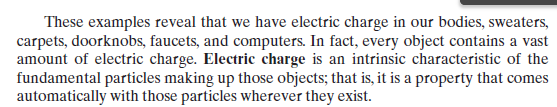 These examples reveal that we have electric charge in our bodies, sweaters,
carpets, doorknobs, faucets, and computers. In fact, every object contains a vast
amount of electric charge. Electric charge is an intrinsic characteristic of the
fundamental particles making up those objects; that is, it is a property that comes
automatically with those particles wherever they exist.